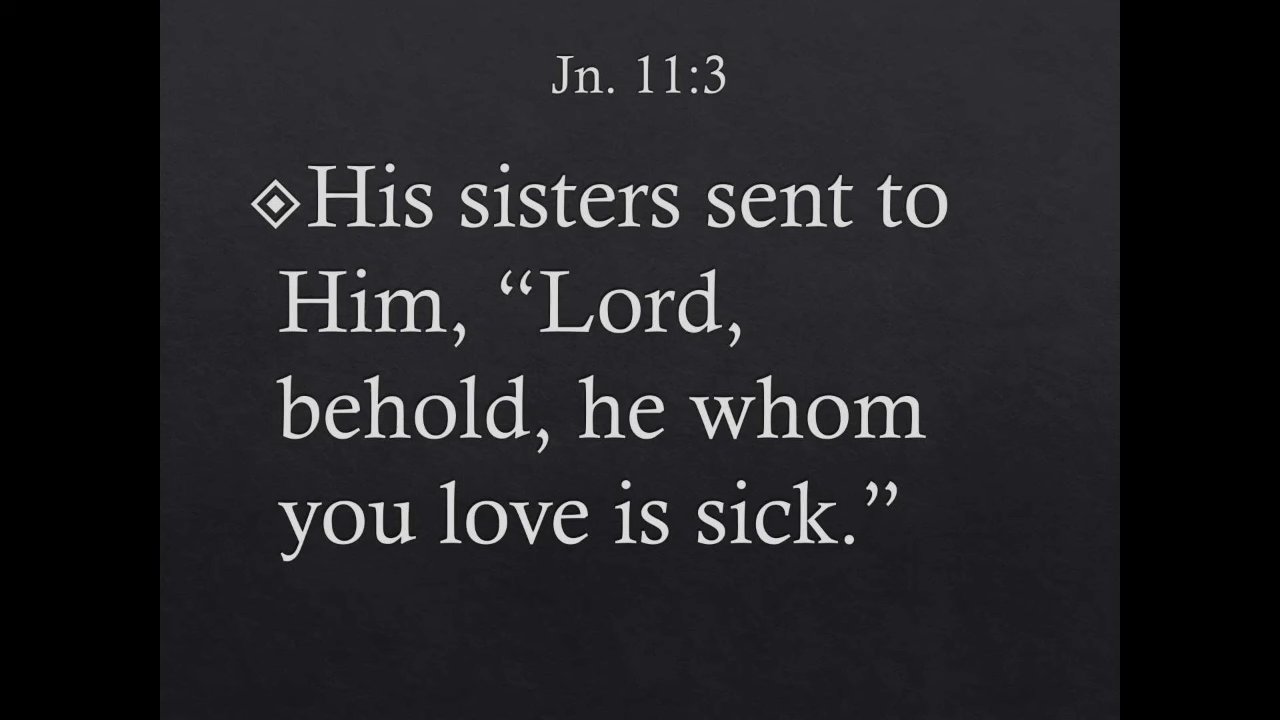 Jn. 11:3
His sisters sent to
Him, “Lord,
behold, he whom
you love is sick.”